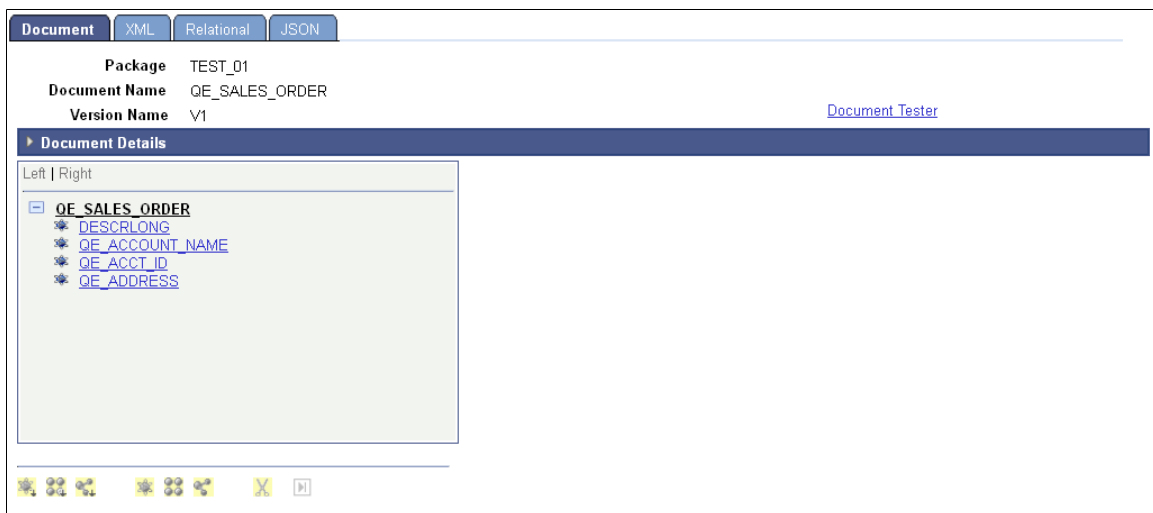 Document XML Relational JSON
Package TEST_01
Document Name QE_SALES_ORDER
Version Name V1 Document Tester
Document Details
Left | Right
QE_SALES_ORDER
DESCRLONG
QE_ACCOUNT_NAME
QE_ACCT_ID
QE_ADDRESS